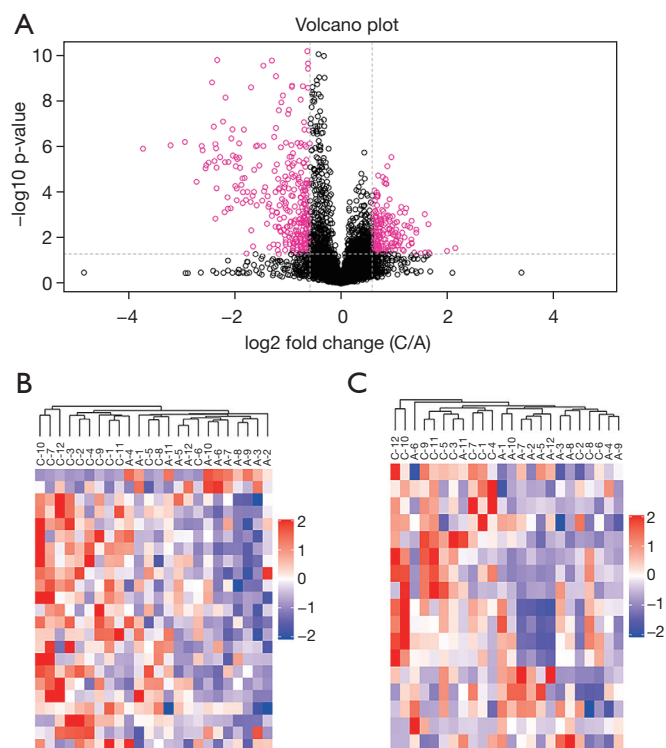 A
Volcano plot
10
8
6
4
2
0
−log10 p-value
−4
−2
0
2
4
log2 fold change (C/A)
B
C-10
C-7
C-12
C-3
C-2
C-4
C-9
C-1
C-11
A-4
A-1
C-5
C-8
A-11
A-5
A-12
C-6
A-10
A-6
A-7
A-8
A-9
A-3
A-2
2
1
0
−1
−2
C
C-12
C-10
A-6
C-9
C-11
C-5
C-3
A-11
C-7
C-1
C-4
A-1
A-10
A-7
A-2
A-5
A-12
A-3
A-8
C-2
C-8
C-6
A-4
A-9
2
1
0
−1
−2